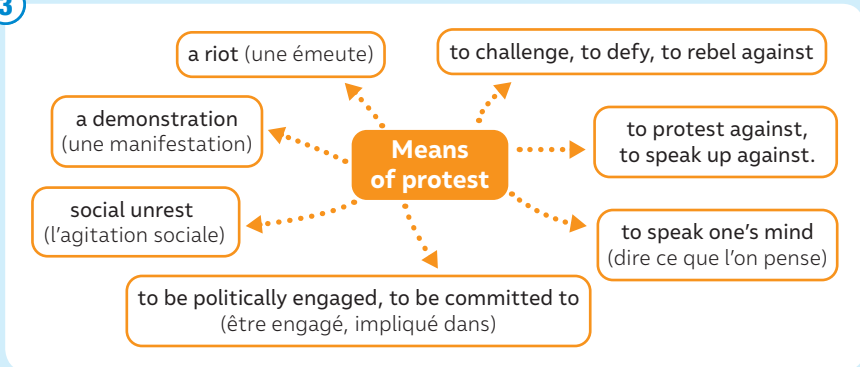 3
a riot (une émeute)
to challenge, to defy, to rebel against
a demonstration
(une manifestation)
Means
of protest
to protest against,
to speak up against.
social unrest
(l'agitation sociale)
to speak one's mind
(dire ce que l'on pense)
to be politically engaged, to be committed to
(être engagé, impliqué dans)